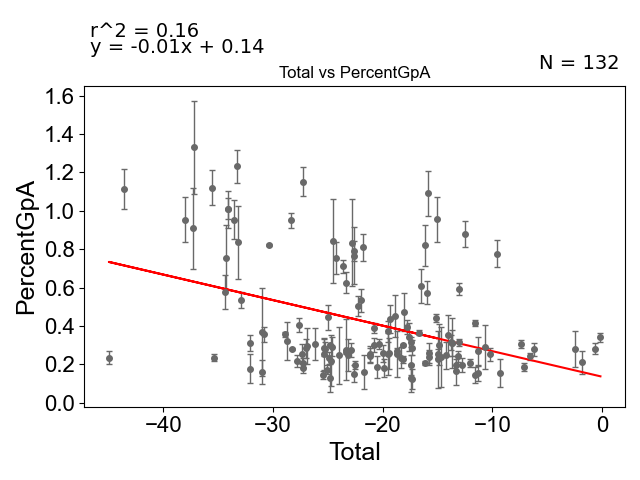 r^2 = 0.16
y = -0.01x + 0.14
N = 132
Total vs PercentGpA
PercentGpA
1.6
1.4
1.2
1.0
0.8
0.6
0.4
0.2
0.0
−40 −30 −20 −10 0
Total